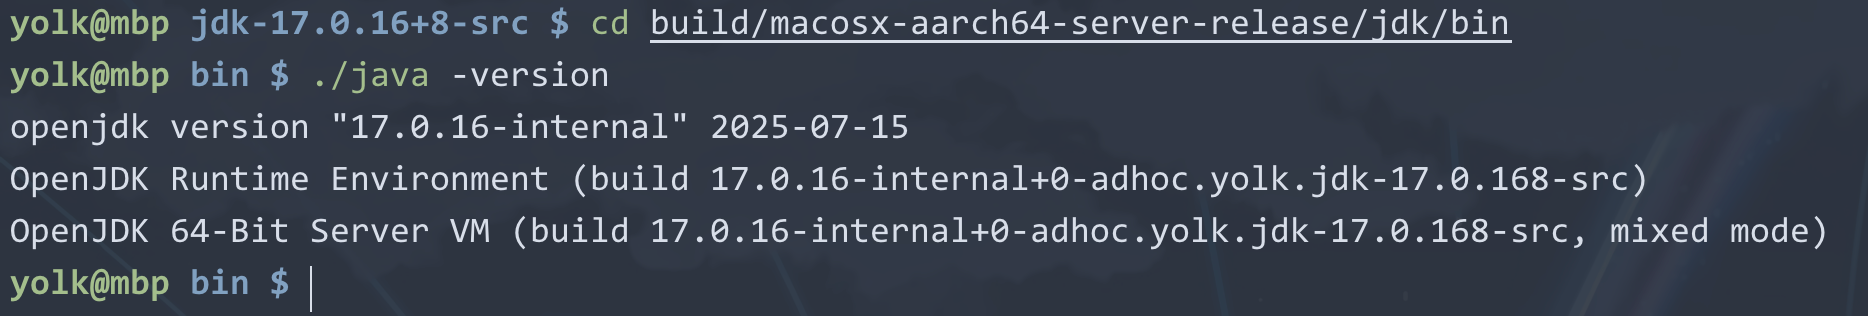 yolk@mbp jdk-17.0.16+8-src $ cd build/macosx-aarch64-server-release/jdk/bin
yolk@mbp bin $ ./java -version
openjdk version "17.0.16-internal" 2025-07-15
OpenJDK Runtime Environment (build 17.0.16-internal+0-adhoc.yolk.jdk-17.0.168-src)
OpenJDK 64-Bit Server VM (build 17.0.16-internal+0-adhoc.yolk.jdk-17.0.168-src, mixed mode)
yolk@mbp bin $